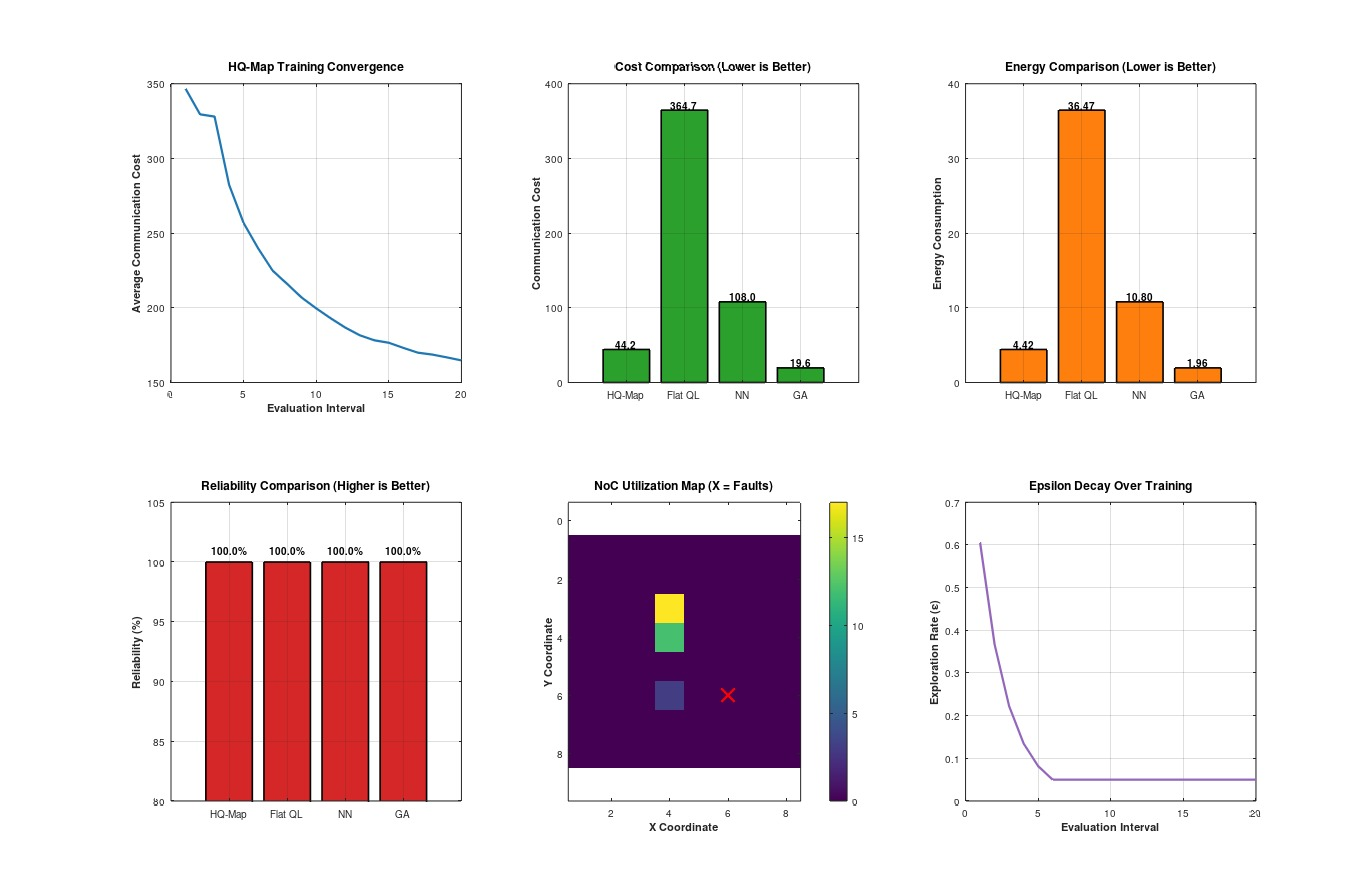 HQ-Map Training Convergence
350
300
250
200
150
0
5
10
15
20
Average Communication Cost
Evaluation Interval
Cost Comparison (Lower is Better)
400
300
200
100
0
Communication Cost
44.2
364.7
108.0
19.6
HQ-Map Flat QL NN GA
Energy Comparison (Lower is Better)
40
30
20
10
0
Energy Consumption
4.42
36.47
10.80
1.96
HQ-Map Flat QL NN GA
Reliability Comparison (Higher is Better)
105
100
95
90
85
80
Reliability (%)
100.0% 100.0% 100.0% 100.0%
HQ-Map Flat QL NN GA
NoC Utilization Map (X = Faults)
0
2
4
6
8
Y Coordinate
2 4 6 8
X Coordinate
15
10
5
0
Epsilon Decay Over Training
0.7
0.6
0.5
0.4
0.3
0.2
0.1
0
Exploration Rate (ε)
0 5 10 15 20
Evaluation Interval